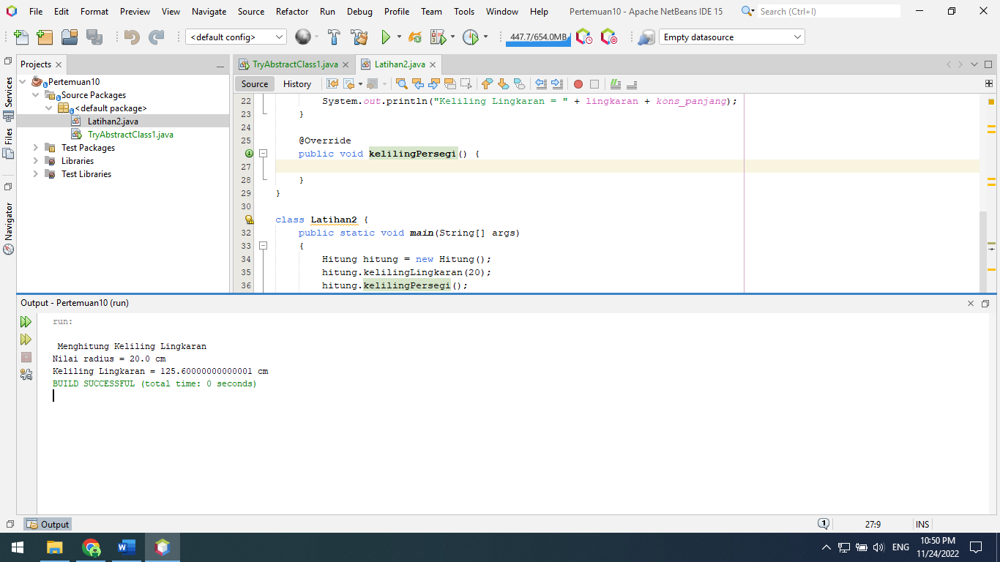 File Edit Format Preview View Navigate Source Refactor Run Debug Profile Team Tools Window Help Pertemuan10 - Apache NetBeans IDE 15 Search (Ctrl+I)
<default config> 447.7/654.0MB Empty datasource
Projects
TryAbstractClass1.java Latihan2.java
Services
Files
Navigator
Pertemuan10
Source Packages
<default package>
Latihan2.java
TryAbstractClass1.java
Test Packages
Libraries
Test Libraries
Source History
22 System.out.println("Keliling Lingkaran = " + lingkaran + kons_panjang);
23 }
24
25 @Override
public void kelilingPersegi() {
27
28 }
29 }
30
class Latihan2 {
32 public static void main(String[] args)
33 {
34 Hitung hitung = new Hitung();
35 hitung.kelilingLingkaran(20);
36 hitung.kelilingPersegi();
Output - Pertemuan10 (run)
run:
Menghitung Keliling Lingkaran
Nilai radius = 20.0 cm
Keliling Lingkaran = 125.60000000000001 cm
BUILD SUCCESSFUL (total time: 0 seconds)
Output 1 27:9 INS
ENG 10:50 PM
11/24/2022